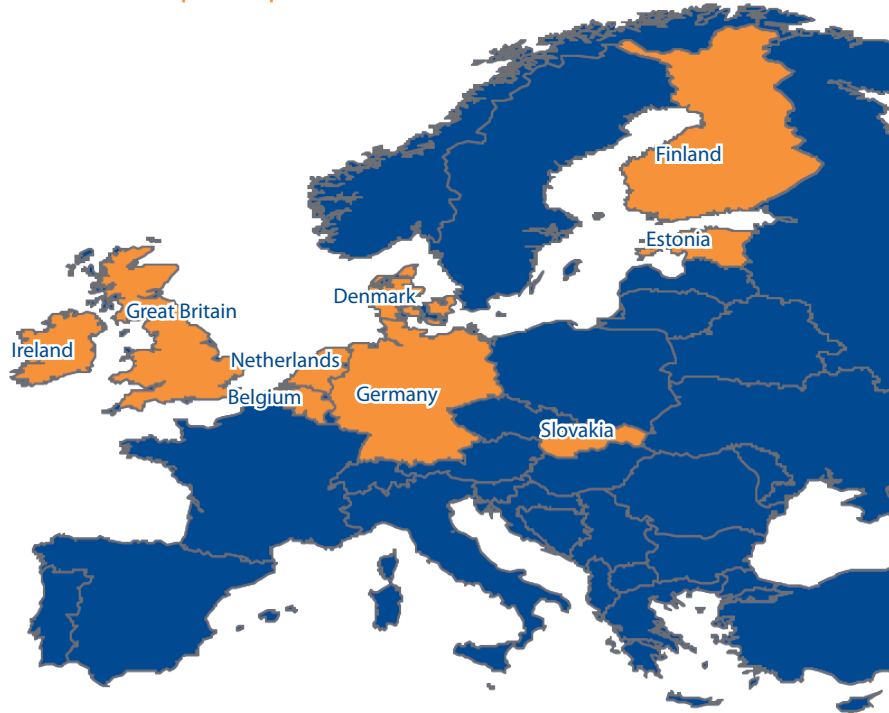 Finland
Estonia
Denmark
Great Britain
Ireland
Netherlands
Belgium
Germany
Slovakia